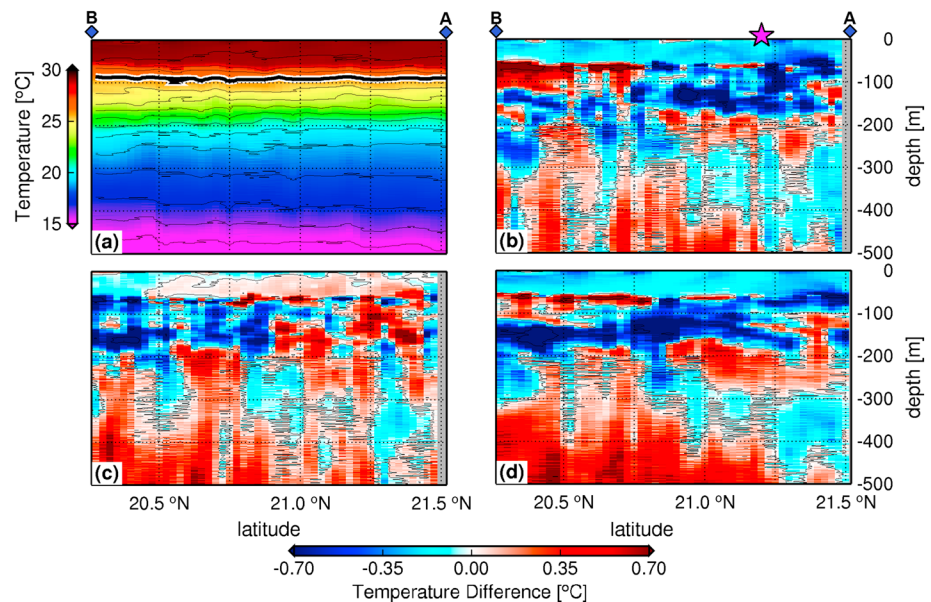 B A B A
30
25
20
15
Temperature [°C]
(a)
(b)
0
-100
-200
-300
-400
-500
depth [m]
(c)
(d)
0
-100
-200
-300
-400
-500
depth [m]
20.5 °N 21.0 °N 21.5 °N 20.5 °N 21.0 °N 21.5 °N
latitude latitude
-0.70 -0.35 0.00 0.35 0.70
Temperature Difference [°C]